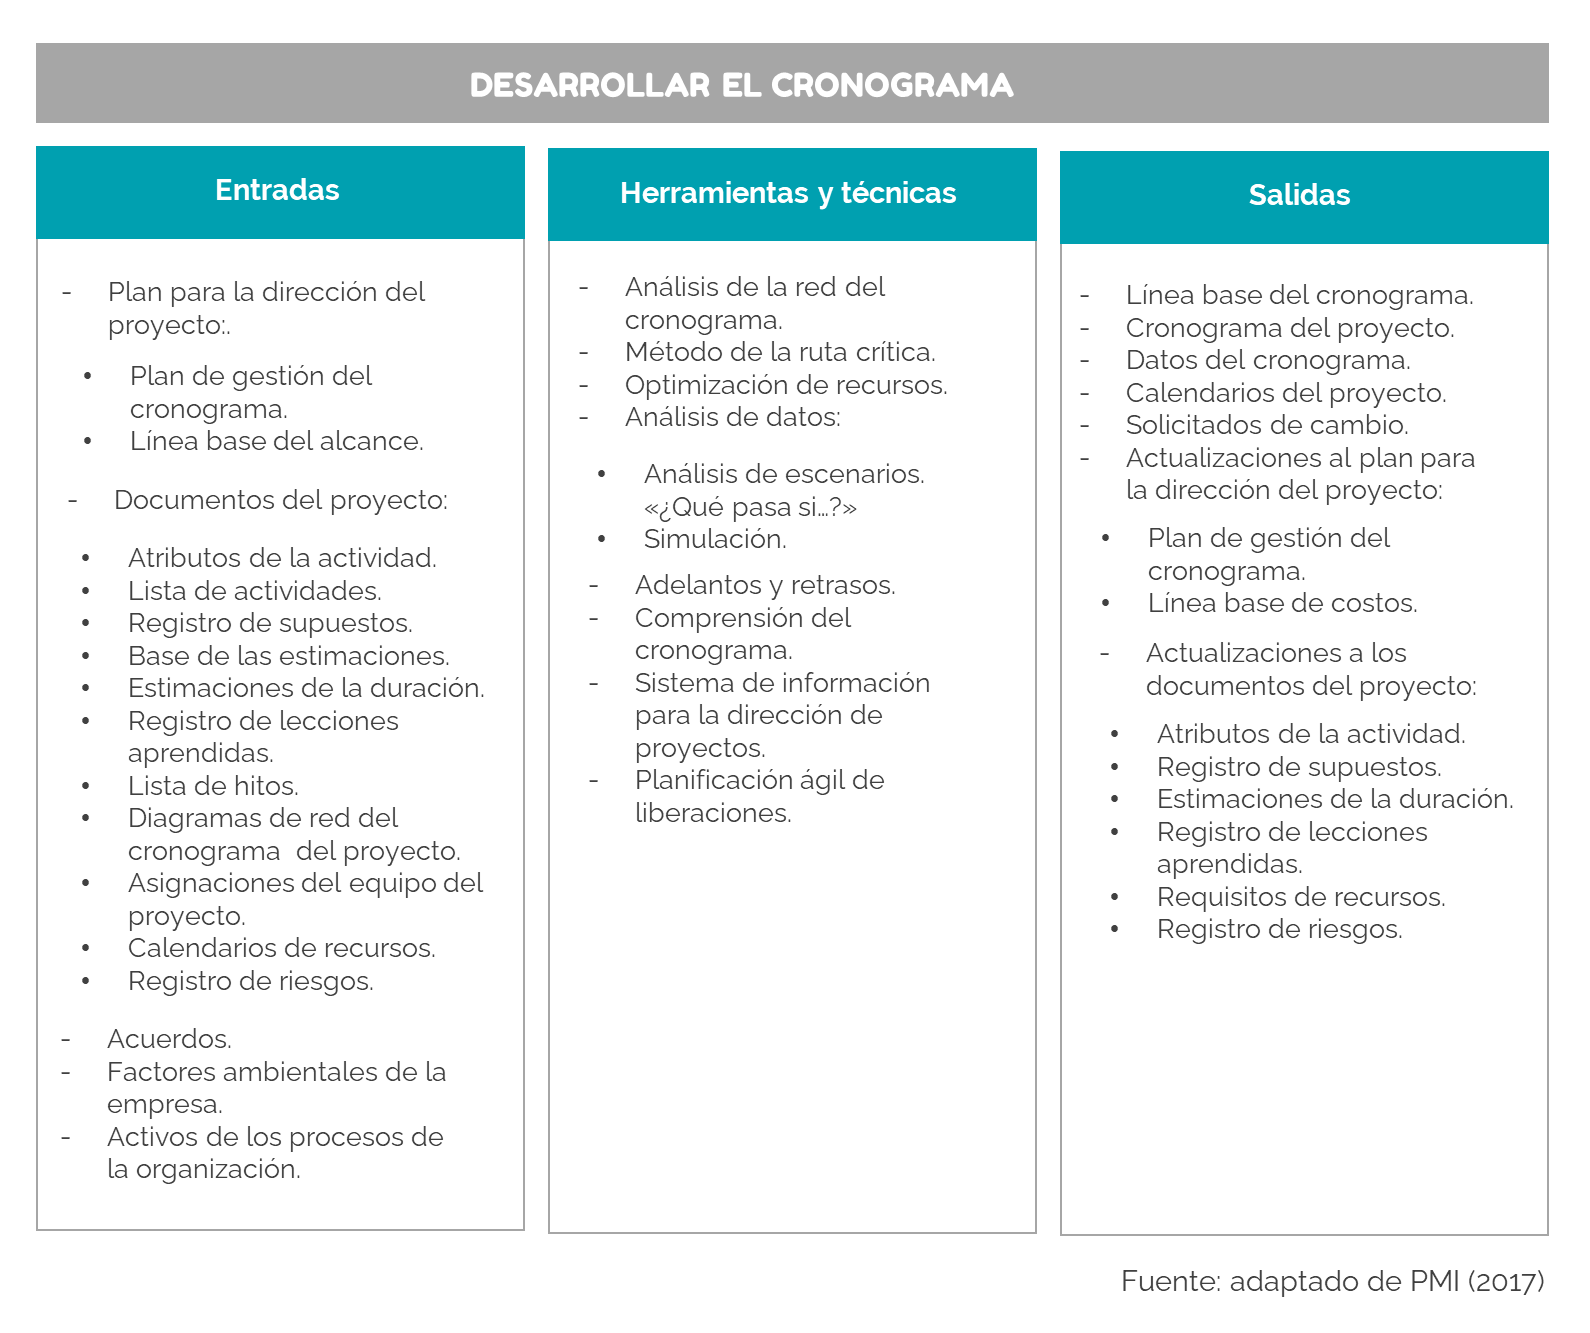 DESARROLLAR EL CRONOGRAMA
Entradas
- Plan para la dirección del
proyecto:.
• Plan de gestión del
cronograma.
• Línea base del alcance.
- Documentos del proyecto:
• Atributos de la actividad.
• Lista de actividades.
• Registro de supuestos.
• Base de las estimaciones.
• Estimaciones de la duración.
• Registro de lecciones
aprendidas.
• Lista de hitos.
• Diagramas de red del
cronograma del proyecto.
• Asignaciones del equipo del
proyecto.
• Calendarios de recursos.
• Registro de riesgos.
- Acuerdos.
- Factores ambientales de la
empresa.
- Activos de los procesos de
la organización.
Herramientas y técnicas
- Análisis de la red del
cronograma.
- Método de la ruta crítica.
- Optimización de recursos.
- Análisis de datos:
• Análisis de escenarios.
«¿Qué pasa si…?»
• Simulación.
- Adelantos y retrasos.
- Comprensión del
cronograma.
- Sistema de información
para la dirección de
proyectos.
- Planificación ágil de
liberaciones.
Salidas
- Línea base del cronograma.
- Cronograma del proyecto.
- Datos del cronograma.
- Calendarios del proyecto.
- Solicitados de cambio.
- Actualizaciones al plan para
la dirección del proyecto:
• Plan de gestión del
cronograma.
• Línea base de costos.
- Actualizaciones a los
documentos del proyecto:
• Atributos de la actividad.
• Registro de supuestos.
• Estimaciones de la duración.
• Registro de lecciones
aprendidas.
• Requisitos de recursos.
• Registro de riesgos.
Fuente: adaptado de PMI (2017)